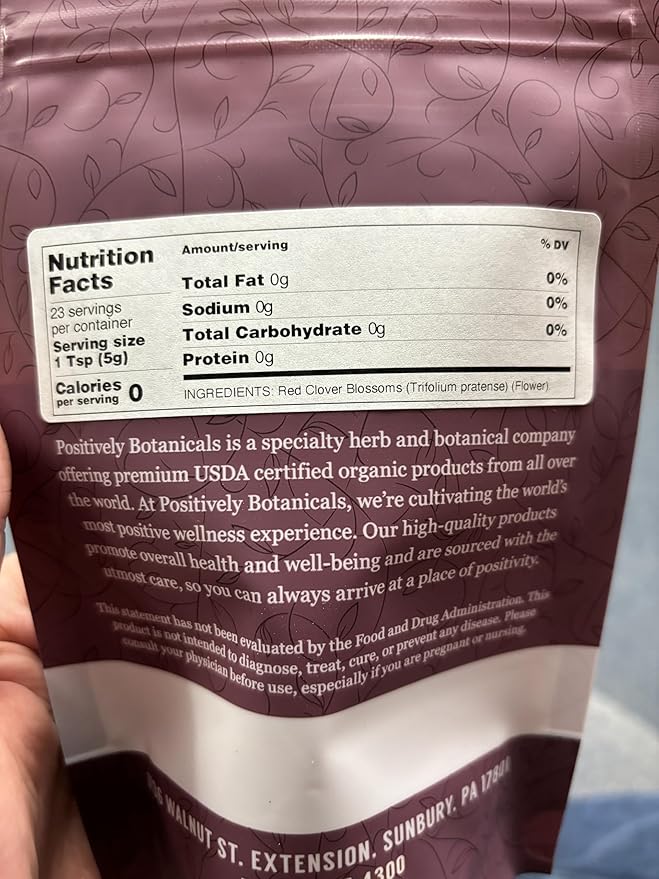 Nutrition Facts
23 servings per container
Serving size
1 Tsp (5g)
Calories per serving 0
Amount/serving % DV
Total Fat 0g 0%
Sodium 0g 0%
Total Carbohydrate 0g 0%
Protein 0g
INGREDIENTS: Red Clover Blossoms (Trifolium pratense) (Flower)
Positively Botanicals is a specialty herb and botanical company
offering premium USDA certified organic products from all over
the world. At Positively Botanicals, we're cultivating the world's
most positive wellness experience. Our high-quality products
promote overall health and well-being and are sourced with the
utmost care, so you can always arrive at a place of positivity.
This statement has not been evaluated by the Food and Drug Administration. This
product is not intended to diagnose, treat, cure, or prevent any disease. Please
consult your physician before use, especially if you are pregnant or nursing.
WALNUT ST. EXTENSION. SUNBURY, PA 17801